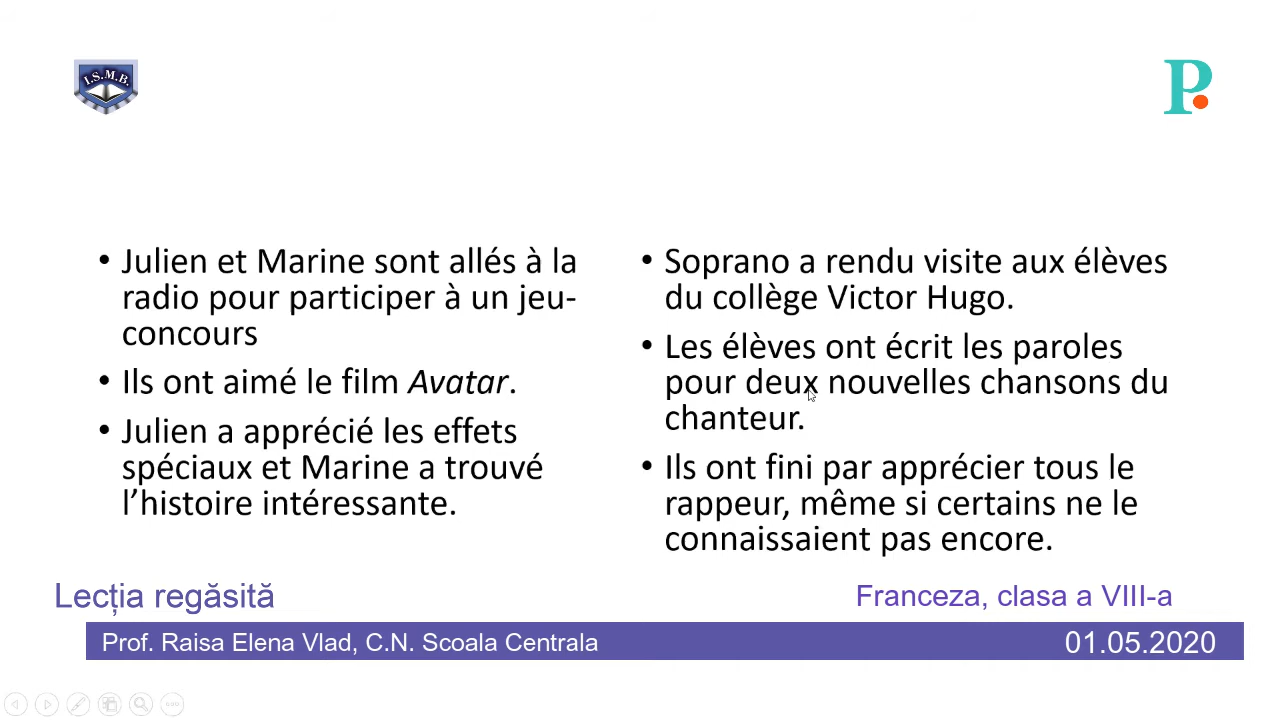 I.S.M.B.
P.
• Julien et Marine sont allés à la
radio pour participer à un jeu-
concours
• Ils ont aimé le film Avatar.
• Julien a apprécié les effets
spéciaux et Marine a trouvé
l’histoire intéressante.
• Soprano a rendu visite aux élèves
du collège Victor Hugo.
• Les élèves ont écrit les paroles
pour deux nouvelles chansons du
chanteur.
• Ils ont fini par apprécier tous le
rappeur, même si certains ne le
connaissaient pas encore.
Lecția regăsită
Franceza, clasa a VIII-a
Prof. Raisa Elena Vlad, C.N. Scoala Centrala
01.05.2020